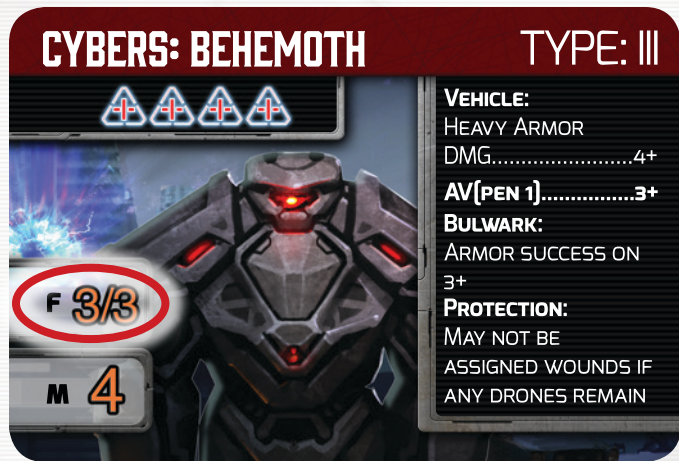 CYBERS: BEHEMOTH TYPE: III
VEHICLE:
HEAVY ARMOR
DMG........................4+
AV(PEN 1)................3+
BULWARK:
ARMOR SUCCESS ON
3+
PROTECTION:
MAY NOT BE
ASSIGNED WOUNDS IF
ANY DRONES REMAIN
F 3/3
M 4